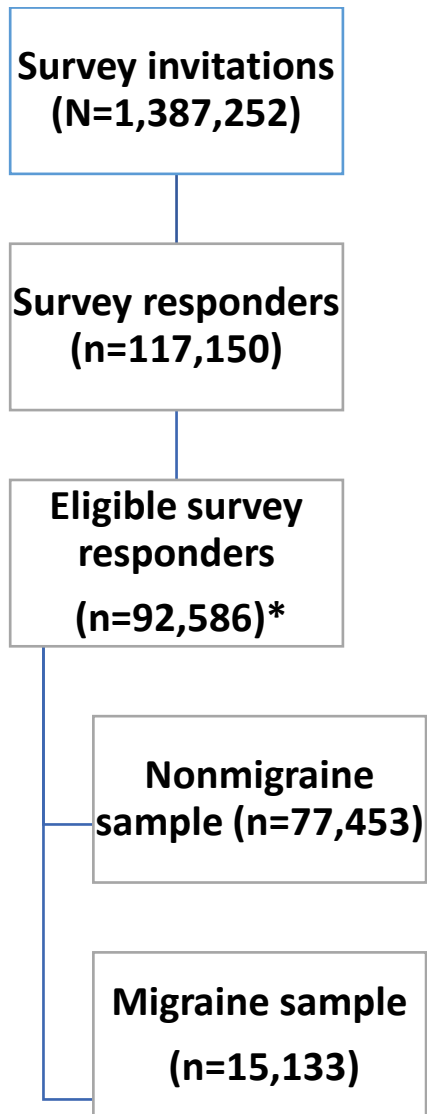 Survey invitations
(N=1,387,252)
Survey responders
(n=117,150)
Eligible survey
responders
(n=92,586)*
Nonmigraine
sample (n=77,453)
Migraine sample
(n=15,133)